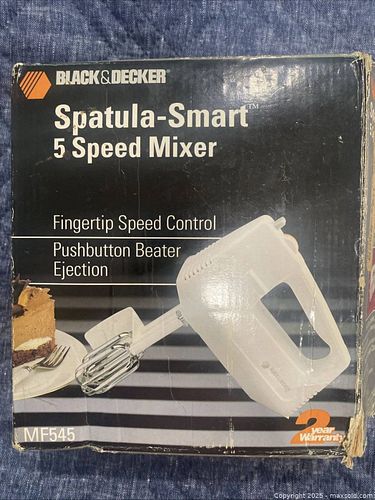 BLACK&DECKER
Spatula-Smart™
5 Speed Mixer
Fingertip Speed Control
Pushbutton Beater
Ejection
MF545
2 year
Warranty
Copyright 2025 - maxsold.com